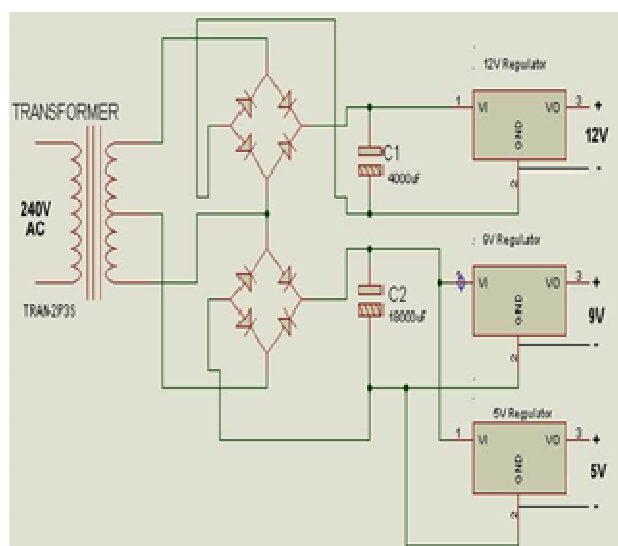 12V Regulator
1 VI VO 3 +
GND
12V
2
-
TRANSFORMER
C1
4000uF
240V
AC
9V Regulator
VI VO 3 +
GND
9V
C2
18000uF
2
-
TRAN-2P3S
5V Regulator
1 VI VO 3 +
GND
5V
2
-